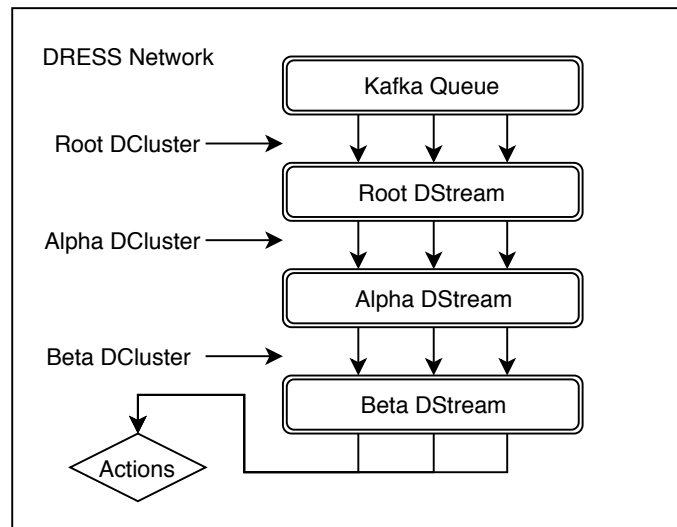 DRESS Network
Kafka Queue
Root DCluster
Root DStream
Alpha DCluster
Alpha DStream
Beta DCluster
Beta DStream
Actions